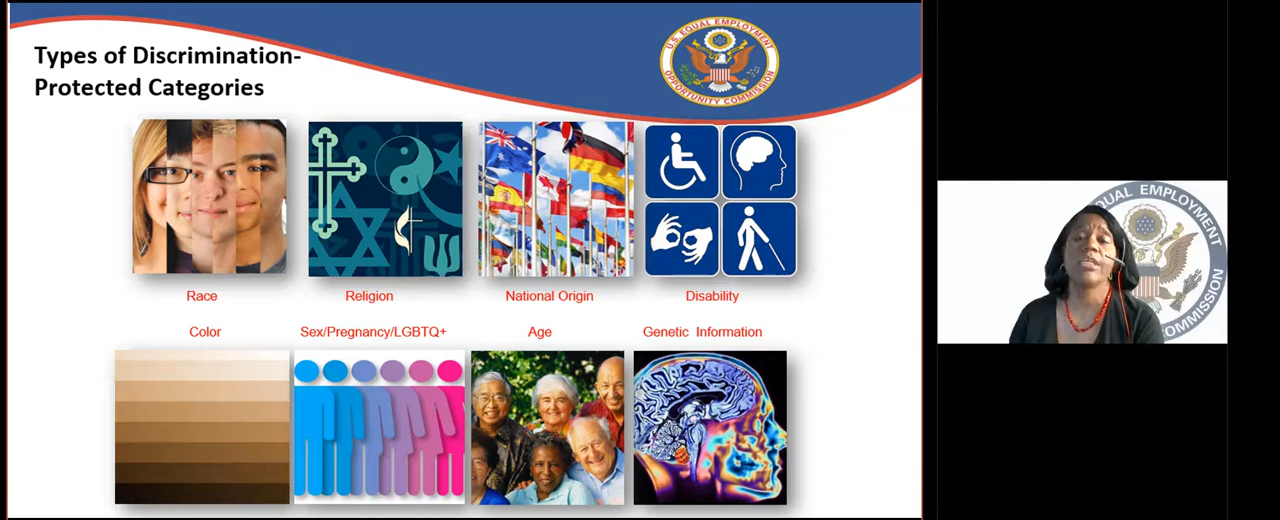 Types of Discrimination-
Protected Categories
U.S. EQUAL EMPLOYMENT
OPPORTUNITY COMMISSION
Race
Religion
National Origin
Disability
Color
Sex/Pregnancy/LGBTQ+
Age
Genetic Information
EQUAL EMPLOYMENT
COMMISSION